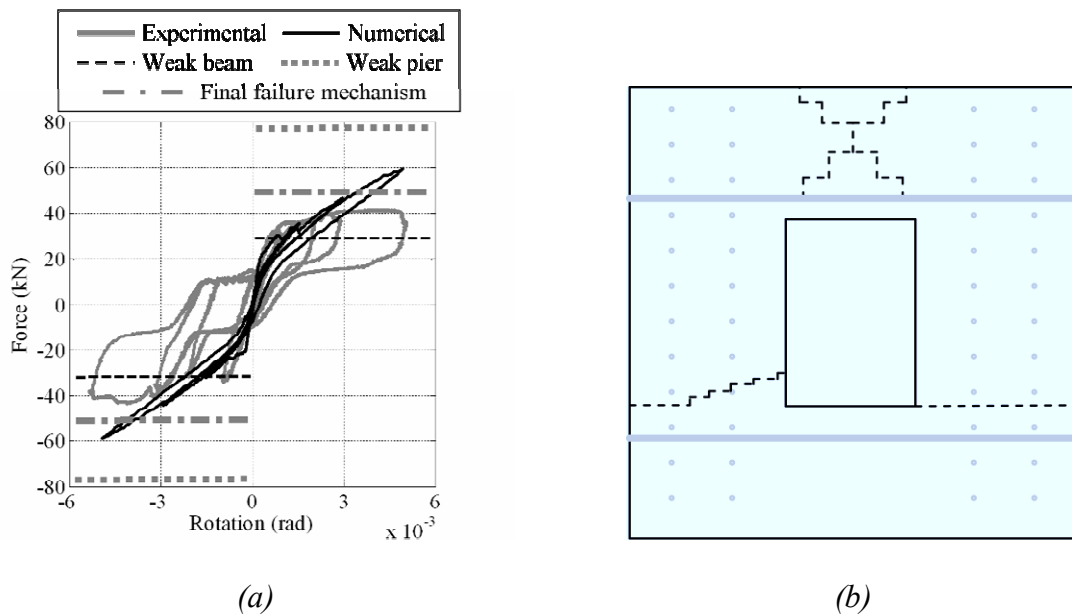 Experimental Numerical
Weak beam Weak pier
Final failure mechanism
80
60
40
20
0
-20
-40
-60
-80
Force (kN)
-6 -3 0 3 6
Rotation (rad) x 10⁻³
(a) (b)